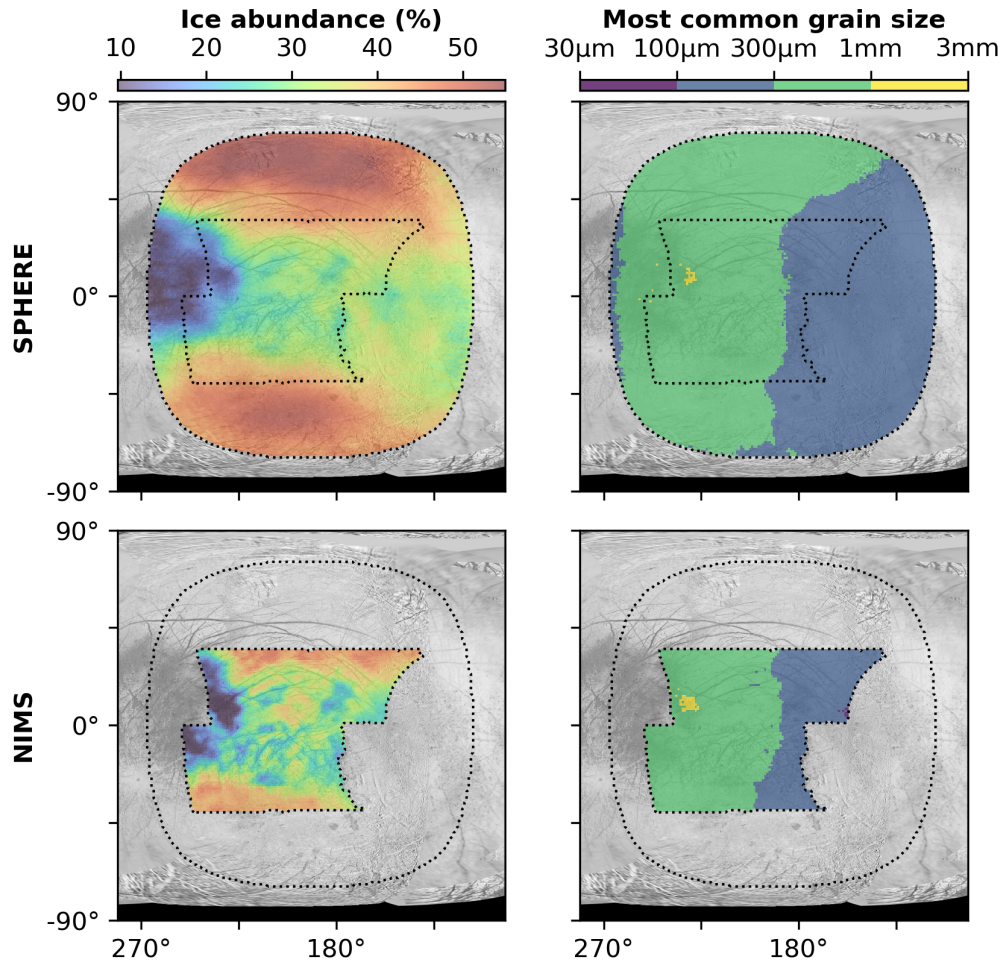 Ice abundance (%)
10 20 30 40 50
Most common grain size
30μm 100μm 300μm 1mm 3mm
SPHERE
90°
0°
-90°
NIMS
90°
0°
-90°
270° 180°
270° 180°